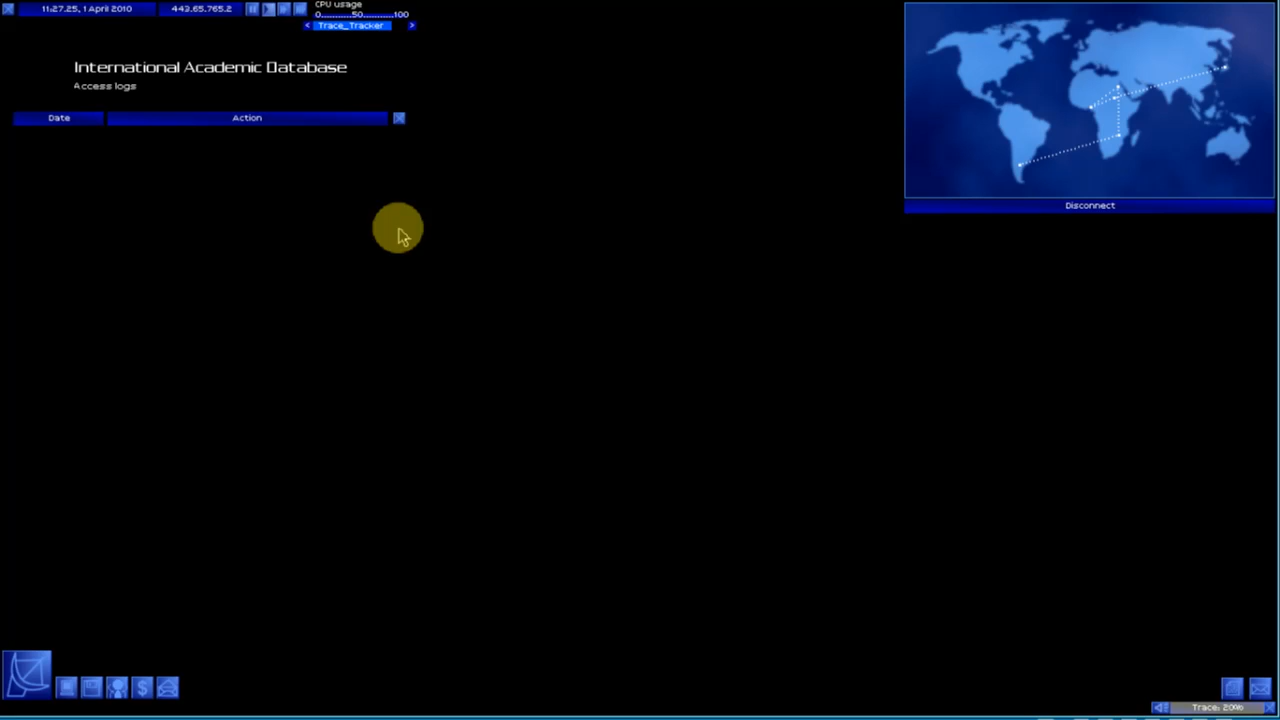 11:27.25, 1 April 2010
443.65.765.2
CPU usage
0..........50..........100
< Trace_Tracker >
International Academic Database
Access logs
Date
Action
Disconnect
$
Trace: 20%